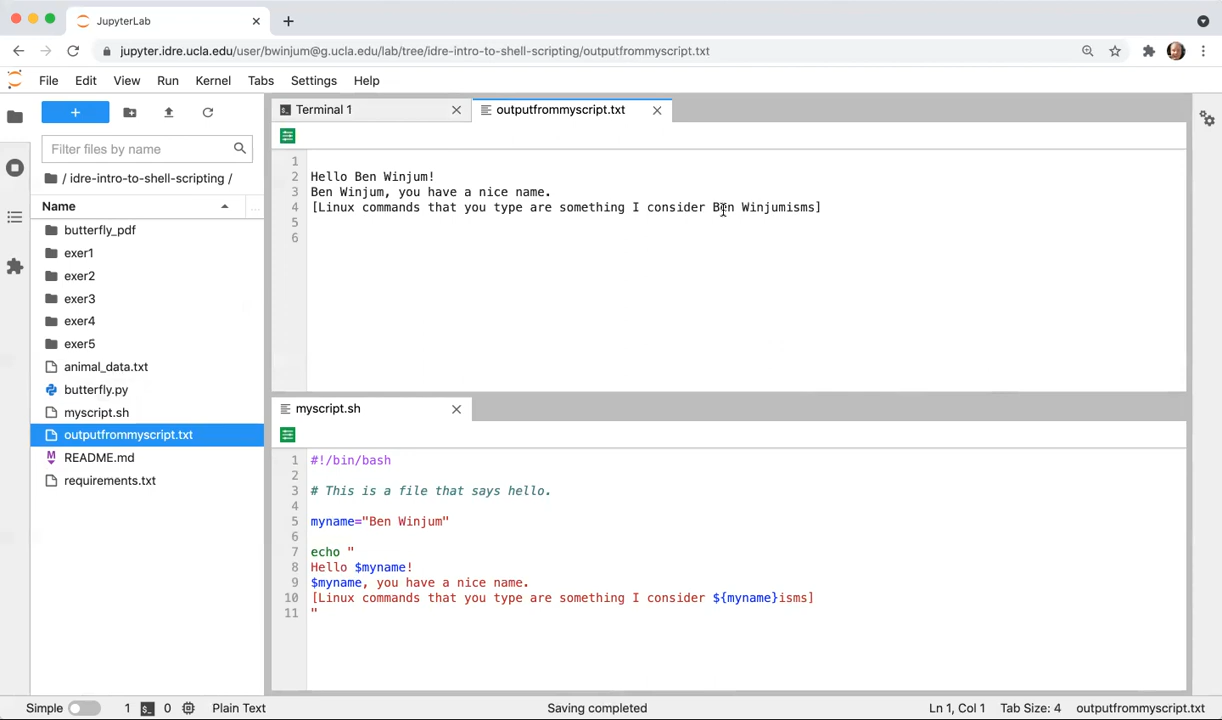 JupyterLab
jupyter.idre.ucla.edu/user/bwinjum@g.ucla.edu/lab/tree/idre-intro-to-shell-scripting/outputfrommyscript.txt
File Edit View Run Kernel Tabs Settings Help
+
Filter files by name
/ idre-intro-to-shell-scripting /
Name
butterfly_pdf
exer1
exer2
exer3
exer4
exer5
animal_data.txt
butterfly.py
myscript.sh
outputfrommyscript.txt
README.md
requirements.txt
Terminal 1
outputfrommyscript.txt
1
2 Hello Ben Winjum!
3 Ben Winjum, you have a nice name.
4 [Linux commands that you type are something I consider Ben Winjumisms]
5
6
myscript.sh
1 #!/bin/bash
2
3 # This is a file that says hello.
4
5 myname="Ben Winjum"
6
7 echo "
8 Hello $myname!
9 $myname, you have a nice name.
10 [Linux commands that you type are something I consider ${myname}isms]
11 "
Simple 1 $_ 0 Plain Text Saving completed Ln 1, Col 1 Tab Size: 4 outputfrommyscript.txt